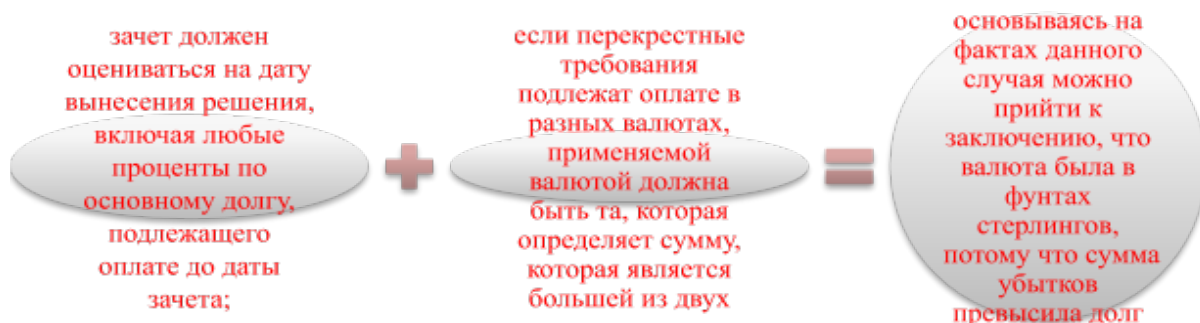 зачет должен
оцениваться на дату
вынесения решения,
включая любые
проценты по
основному долгу,
подлежащего
оплате до даты
зачета;
если перекрестные
требования
подлежат оплате в
разных валютах,
применяемой
валютой должна
быть та, которая
определяет сумму,
которая является
большей из двух
основываясь на
фактах данного
случая можно
прийти к
заключению, что
валюта была в
фунтах
стерлингов,
потому что сумма
убытков
превысила долг